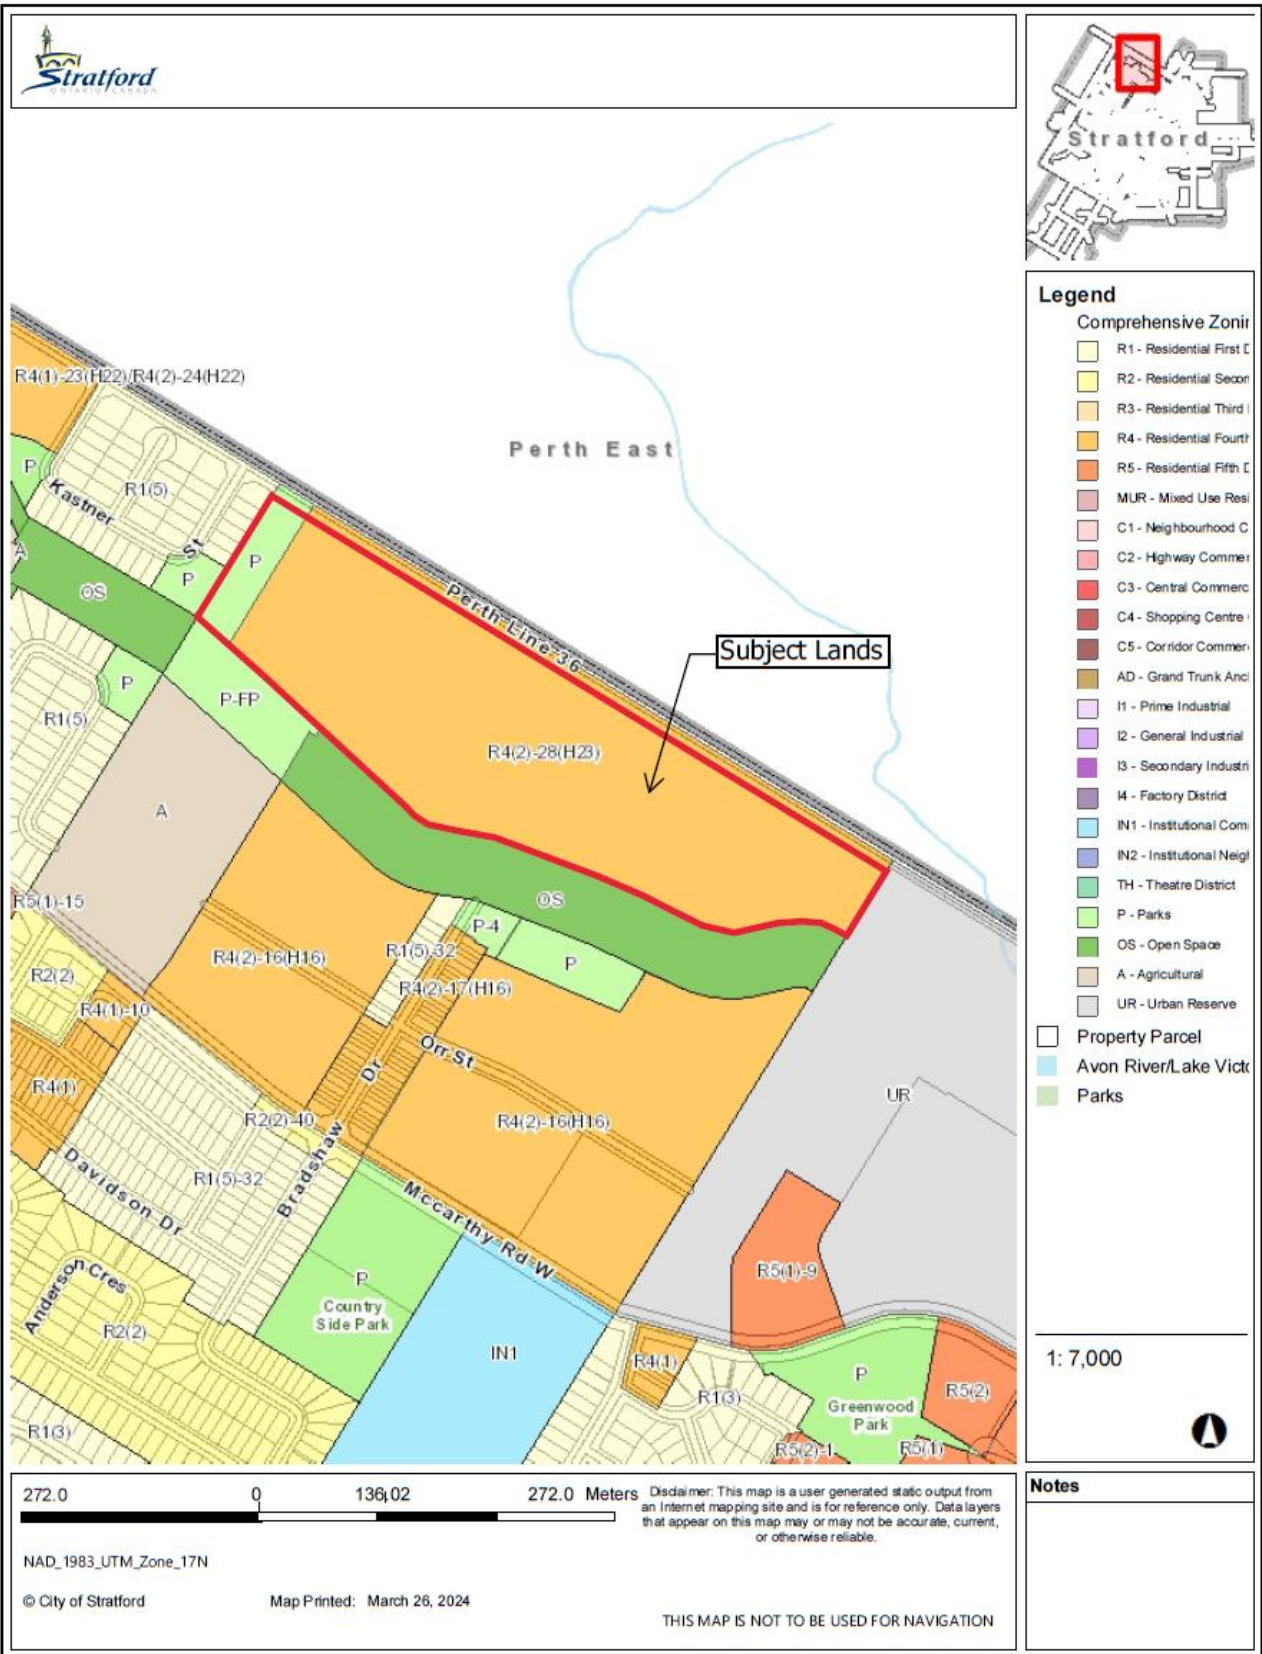 Stratford
ONTARIO CANADA
Stratford
R4(1)-23(H22)/R4(2)-24(H22)
Perth East
P
R1(5)
Kastner
St
A
P
P
OS
Perth Line 36
Subject Lands
P
P-FP
R1(5)
R4(2)-28(H23)
A
R5(1)-15
OS
P-4
R1(5)-32
P
R4(2)-16(H16)
R2(2)
R4(2)-17(H16)
R4(1)-10
Orr St
Dr
R4(1)
UR
R2(2)-40
R4(2)-16(H16)
Bradshaw
R1(5)-32
Davidson Dr
Mccarthy Rd W
R5(1)-9
Anderson Cres
P
Country
Side Park
R2(2)
IN1
R4(1)
P
R5(2)
R1(3)
Greenwood
Park
R1(3)
R5(2)-1
R5(1)
Legend
Comprehensive Zonin
R1 - Residential First D
R2 - Residential Secon
R3 - Residential Third
R4 - Residential Fourth
R5 - Residential Fifth D
MUR - Mixed Use Resi
C1 - Neighbourhood C
C2 - Highway Commer
C3 - Central Commerc
C4 - Shopping Centre
C5 - Corridor Commer
AD - Grand Trunk Anc
I1 - Prime Industrial
I2 - General Industrial
I3 - Secondary Industri
I4 - Factory District
IN1 - Institutional Com
IN2 - Institutional Neig
TH - Theatre District
P - Parks
OS - Open Space
A - Agricultural
UR - Urban Reserve
Property Parcel
Avon River/Lake Victo
Parks
1: 7,000
272.0 0 136.02 272.0 Meters
Disclaimer: This map is a user generated static output from
an Internet mapping site and is for reference only. Data layers
that appear on this map may or may not be accurate, current,
or otherwise reliable.
NAD_1983_UTM_Zone_17N
© City of Stratford
Map Printed: March 26, 2024
THIS MAP IS NOT TO BE USED FOR NAVIGATION
Notes